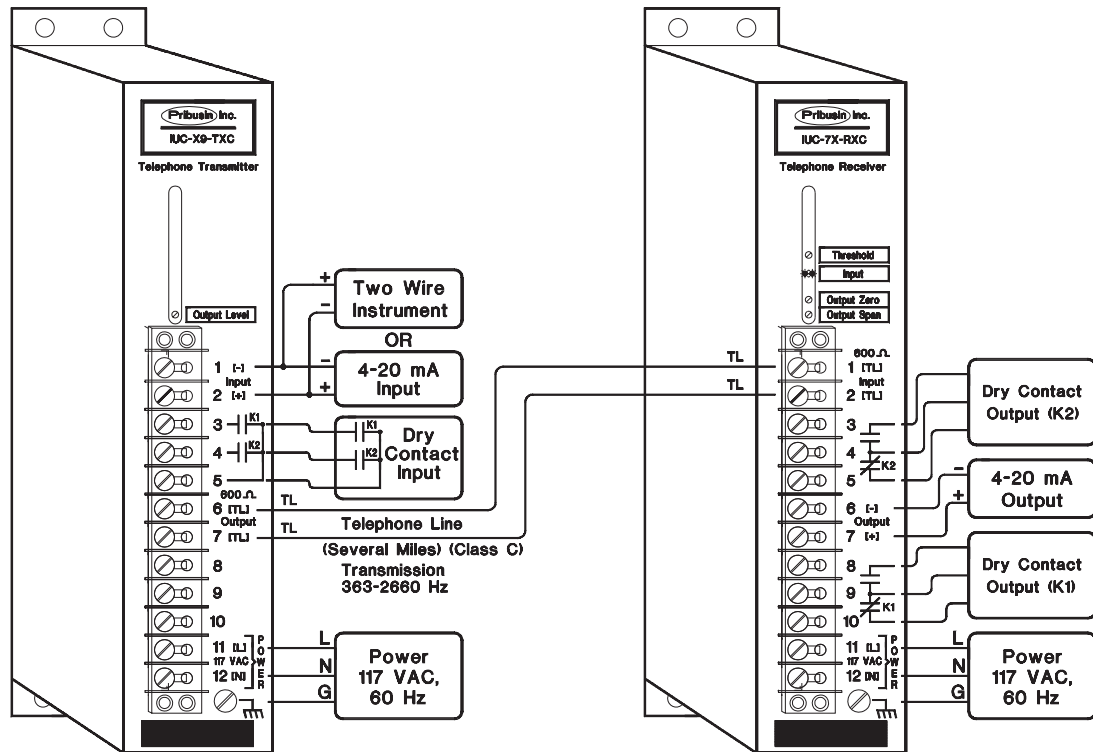 Pribusin Inc.
IUC-X9-TXC
Telephone Transmitter
Output Level
1 [-]
Input
2 [+]
3 K1
4 K2
5
600 Ω
6 [TL]
Output
7 [TL]
8
9
10
11 [L]
117 VAC
12 [N]
POWER
+
-
Two Wire
Instrument
OR
-
+
4-20 mA
Input
K1
K2
Dry
Contact
Input
TL
TL
Telephone Line
(Several Miles) (Class C)
Transmission
363-2660 Hz
L
N
G
Power
117 VAC,
60 Hz
TL
TL
Pribusin Inc.
IUC-7X-RXC
Telephone Receiver
Threshold
Input
Output Zero
Output Span
600 Ω
1 [TL]
Input
2 [TL]
3
4
K2
5
6 [-]
Output
7 [+]
8
9
K1
10
11 [L]
117 VAC
12 [N]
POWER
Dry Contact
Output (K2)
-
+
4-20 mA
Output
Dry Contact
Output (K1)
L
N
G
Power
117 VAC,
60 Hz